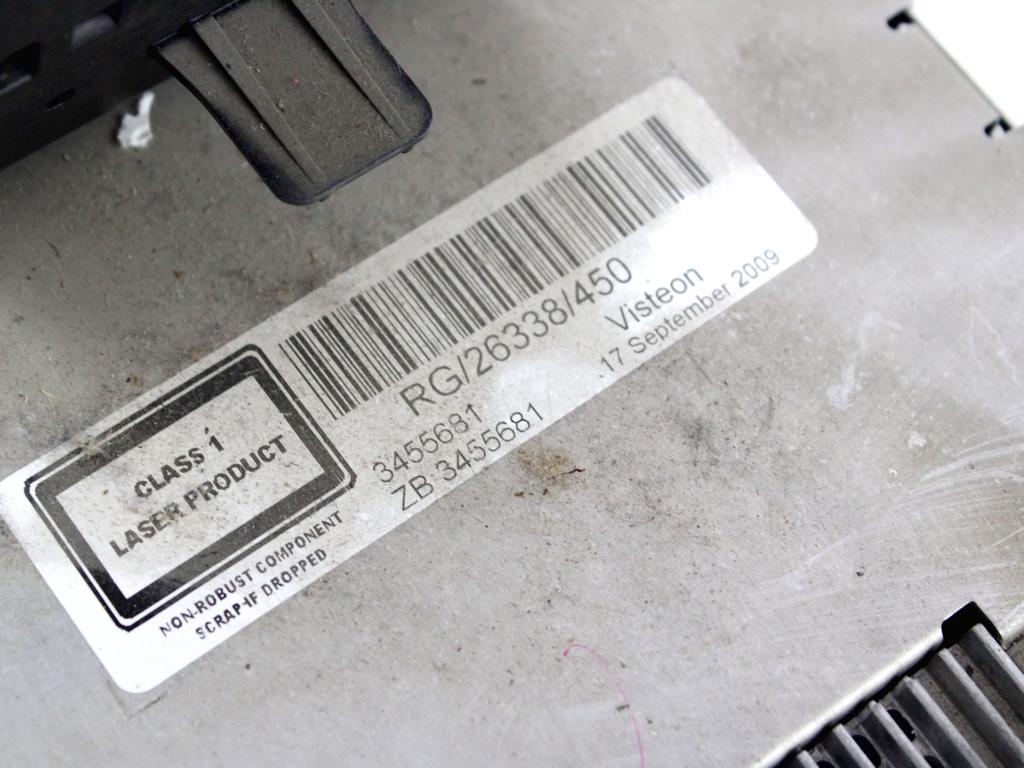 CLASS 1
LASER PRODUCT
NON-ROBUST COMPONENT
SCRAP-IF DROPPED
RG/26338/450
3455681
ZB 3455681
Visteon
17 September 2009